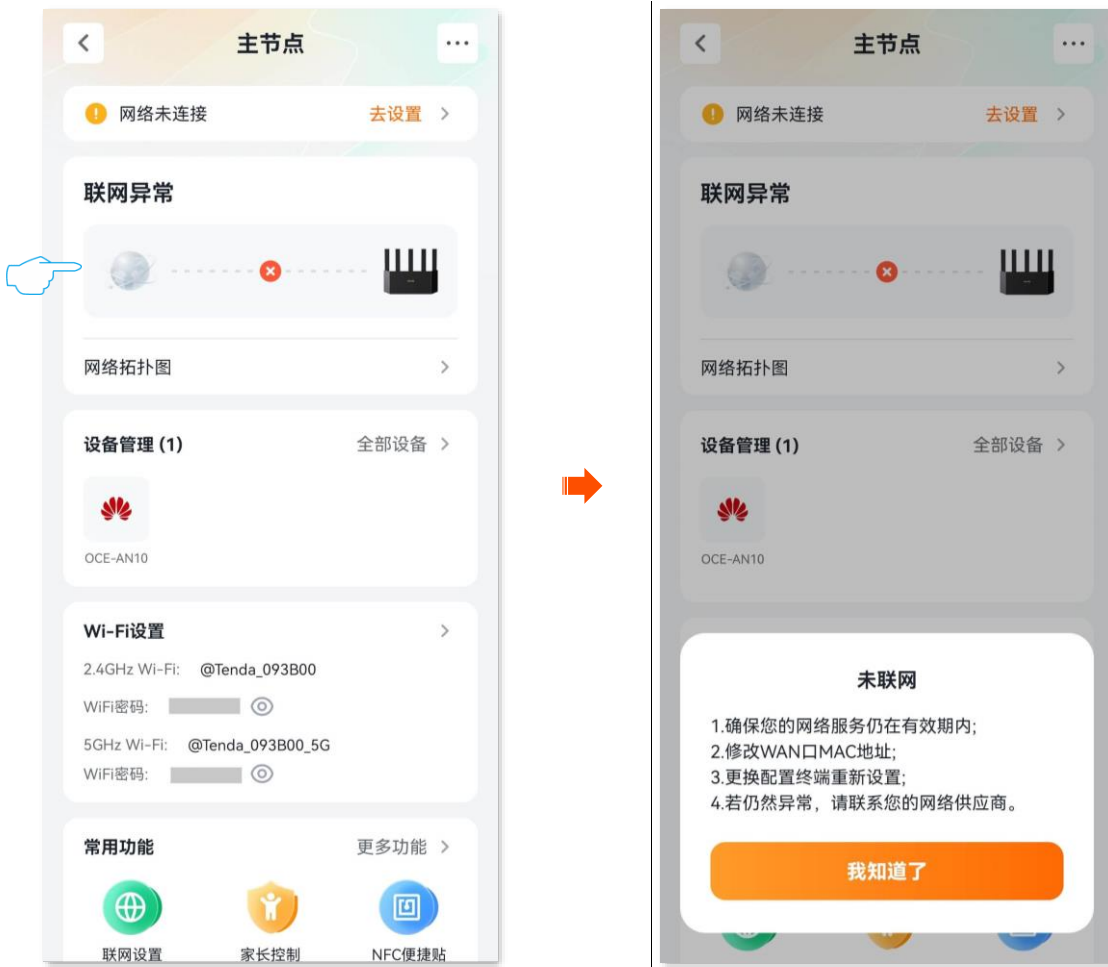 主节点
网络未连接 去设置
联网异常
网络拓扑图
设备管理 (1) 全部设备
OCE-AN10
Wi-Fi设置
2.4GHz Wi-Fi: @Tenda_093B00
WiFi密码:
5GHz Wi-Fi: @Tenda_093B00_5G
WiFi密码:
常用功能 更多功能
联网设置 家长控制 NFC便捷贴
主节点
网络未连接 去设置
联网异常
网络拓扑图
设备管理 (1) 全部设备
OCE-AN10
未联网
1.确保您的网络服务仍在有效期内;
2.修改WAN口MAC地址;
3.更换配置终端重新设置;
4.若仍然异常，请联系您的网络供应商。
我知道了